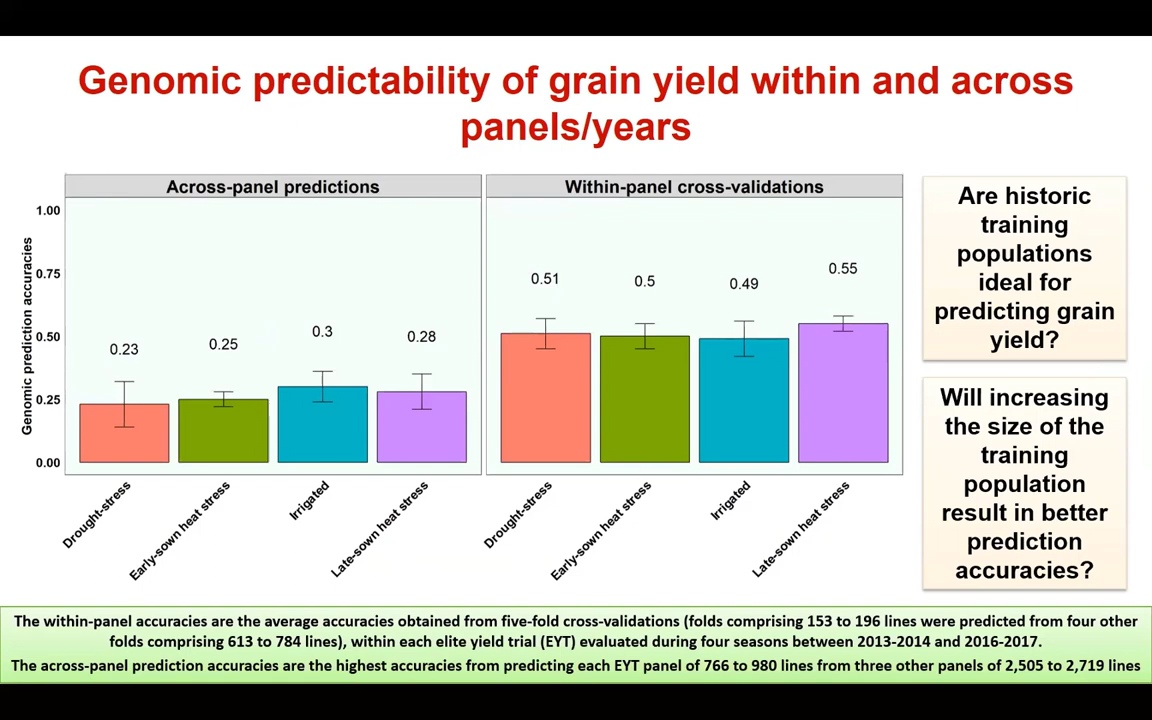 Genomic predictability of grain yield within and across
panels/years
Across-panel predictions
Within-panel cross-validations
Genomic prediction accuracies
1.00
0.75
0.50
0.25
0.00
0.23
0.25
0.3
0.28
0.51
0.5
0.49
0.55
Drought-stress
Early-sown heat stress
Irrigated
Late-sown heat stress
Drought-stress
Early-sown heat stress
Irrigated
Late-sown heat stress
Are historic
training
populations
ideal for
predicting grain
yield?
Will increasing
the size of the
training
population
result in better
prediction
accuracies?
The within-panel accuracies are the average accuracies obtained from five-fold cross-validations (folds comprising 153 to 196 lines were predicted from four other
folds comprising 613 to 784 lines), within each elite yield trial (EYT) evaluated during four seasons between 2013-2014 and 2016-2017.
The across-panel prediction accuracies are the highest accuracies from predicting each EYT panel of 766 to 980 lines from three other panels of 2,505 to 2,719 lines